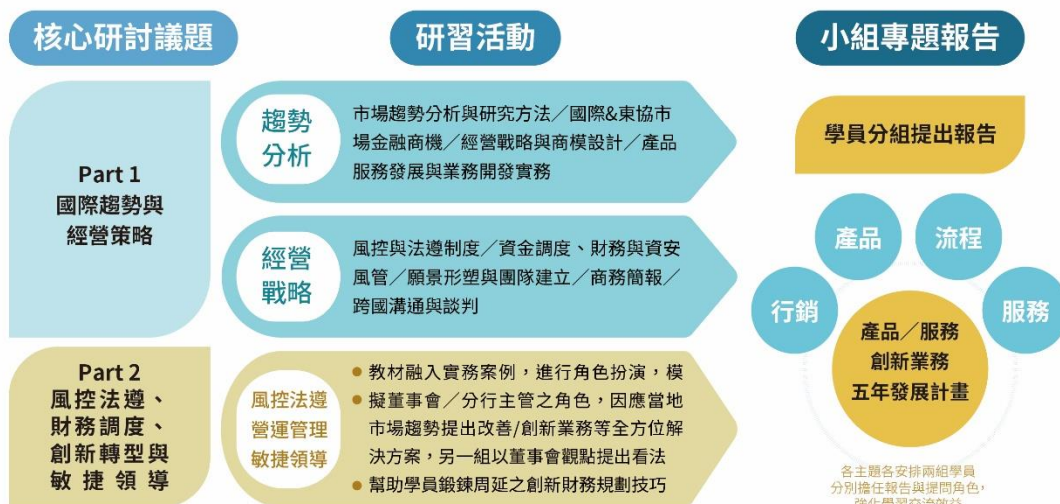 核心研討議題
研習活動
小組專題報告
Part 1
國際趨勢與
經營策略
趨勢
分析
市場趨勢分析與研究方法／國際&東協市
場金融商機／經營戰略與商模設計／產品
服務發展與業務開發實務
經營
戰略
風控與法遵制度／資金調度、財務與資安
風管／願景形塑與團隊建立／商務簡報／
跨國溝通與談判
Part 2
風控法遵、
財務調度、
創新轉型與
敏捷領導
風控法遵
營運管理
敏捷領導
● 教材融入實務案例，進行角色扮演，模
● 擬董事會／分行主管之角色，因應當地
市場趨勢提出改善/創新業務等全方位解
決方案，另一組以董事會觀點提出看法
● 幫助學員鍛鍊周延之創新財務規劃技巧
學員分組提出報告
產品
流程
行銷
服務
產品／服務
創新業務
五年發展計畫
各主題各安排兩組學員
分別擔任報告與提問角色，
強化學習交流效益